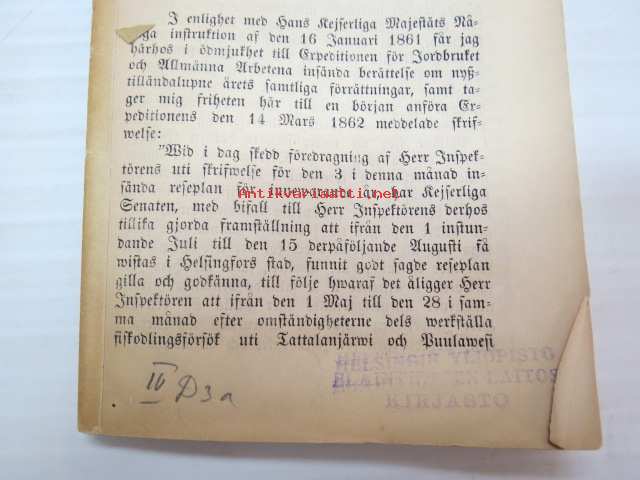 I enlighet med Hans Kejserliga Majestäts Nå-
diga instruktion af den 16 Januari 1861 får jag
härhos i ödmjukhet till Expeditionen för Jordbruket
och Allmänna Arbetena insända berättelse om nyß-
tilländalupne årets samtliga förrättningar, samt ta-
ger mig friheten här till en början anföra Ex-
peditionens den 14 Mars 1862 meddelade skrif-
welse:
"Wid i dag skedd föredragning af Herr Inspek-
törens uti skrifwelse för den 3 i denna månad in-
sända reseplan för innewarande år, har Kejserliga
Senaten, med bifall till Herr Inspektörens derhos
tillika gjorda framställning att ifrån den 1 instun-
dande Juli till den 15 derpåföljande Augusti få
wistas i Helsingfors stad, funnit godt sagde reseplan
gilla och godkänna, till följe hwaraf det åligger Herr
Inspektören att ifrån den 1 Maj till den 28 i sam-
ma månad efter omständigheterne dels werkställa
fiskodlingsförsök uti Tattalanjärwi och Puulawesi
IV D3a
HELSINGIN YLIOPISTO
LAITOS
KIRJASTO